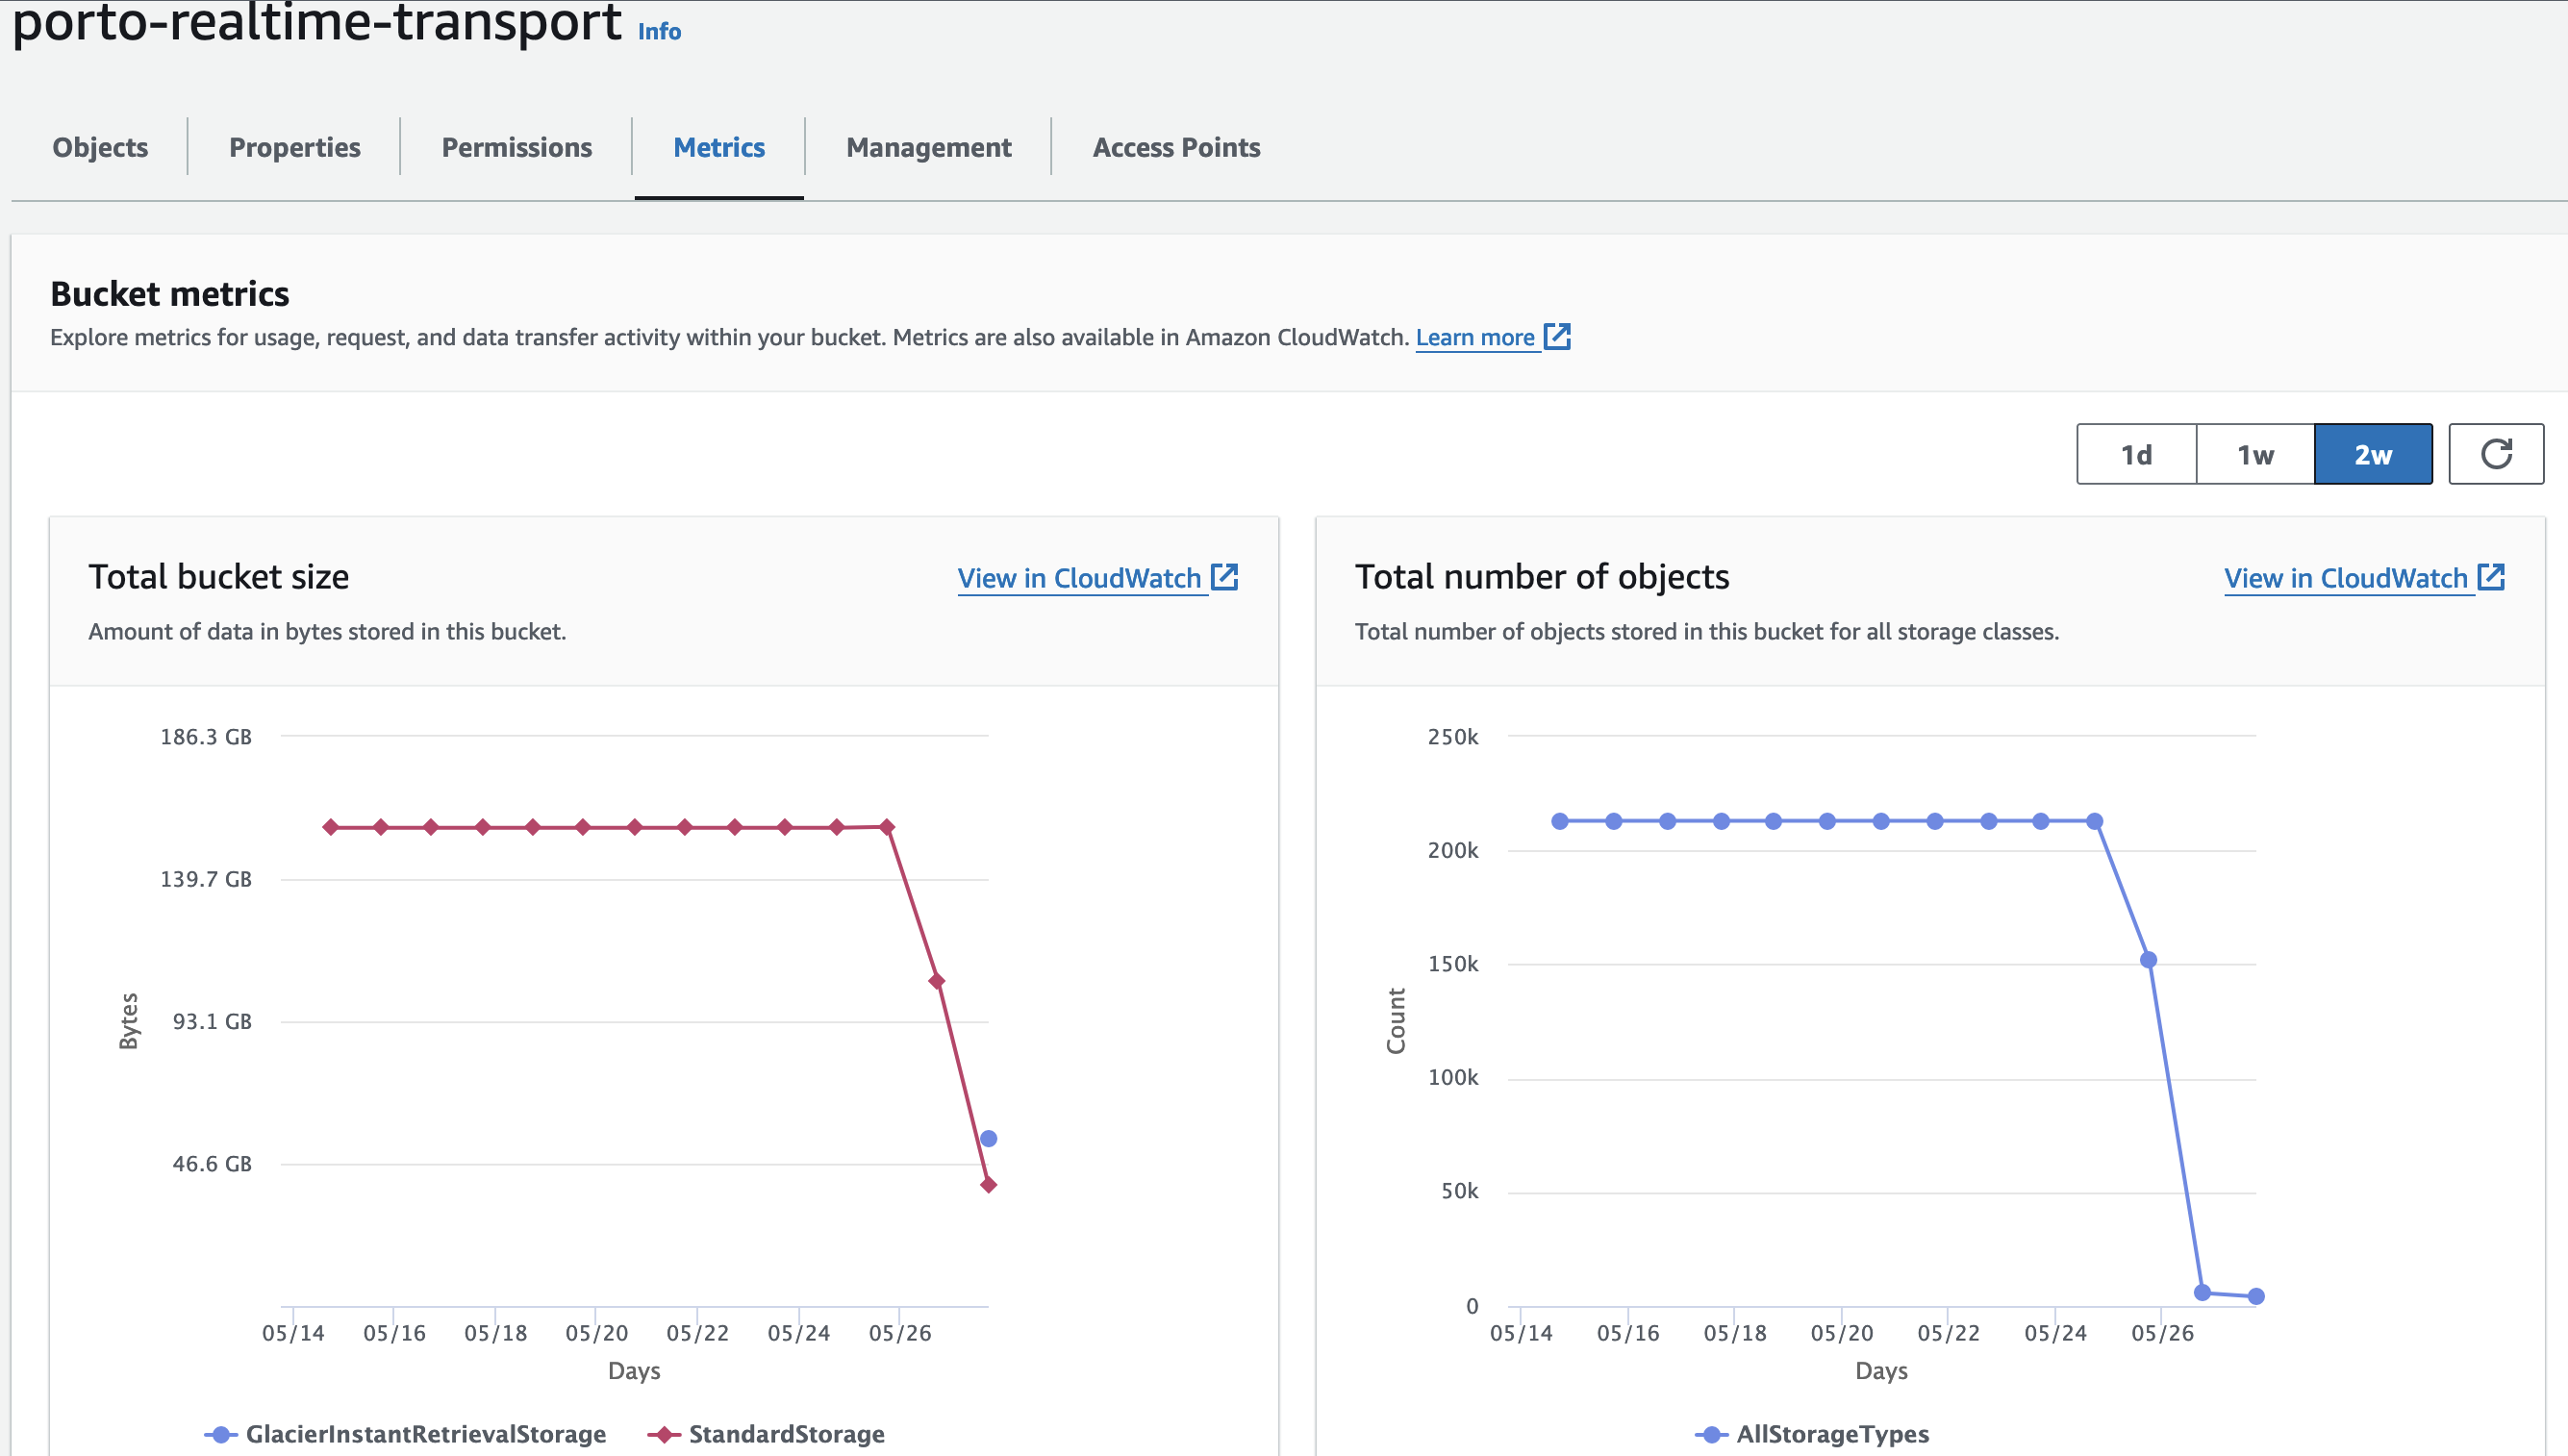 porto-realtime-transport Info
Objects Properties Permissions Metrics Management Access Points
Bucket metrics
Explore metrics for usage, request, and data transfer activity within your bucket. Metrics are also available in Amazon CloudWatch. Learn more
1d 1w 2w
Total bucket size View in CloudWatch
Amount of data in bytes stored in this bucket.
186.3 GB
139.7 GB
93.1 GB
46.6 GB
Bytes
05/14 05/16 05/18 05/20 05/22 05/24 05/26
Days
GlacierInstantRetrievalStorage StandardStorage
Total number of objects View in CloudWatch
Total number of objects stored in this bucket for all storage classes.
250k
200k
150k
100k
50k
0
Count
05/14 05/16 05/18 05/20 05/22 05/24 05/26
Days
AllStorageTypes